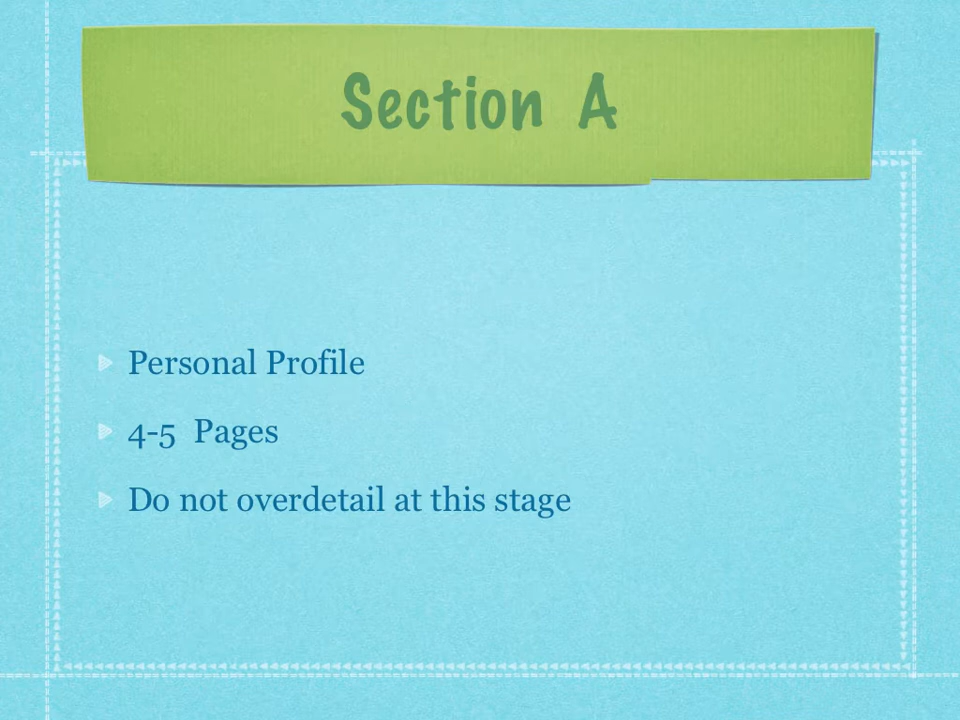 Section A
Personal Profile
4-5 Pages
Do not overdetail at this stage